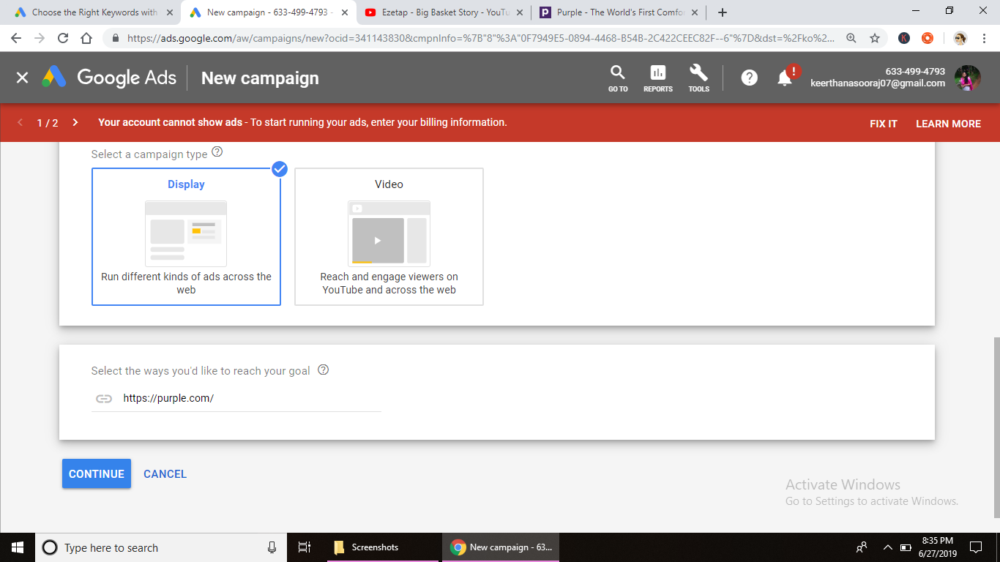 Choose the Right Keywords with
New campaign - 633-499-4793 -
Ezetap - Big Basket Story - YouTu
Purple - The World's First Comfo
https://ads.google.com/aw/campaigns/new?ocid=341143830&cmpnInfo=%7B"8"%3A"0F7949E5-0894-4468-B54B-2C422CEEC82F--6"%7D&dst=%2Fko%2...
Google Ads
New campaign
GO TO
REPORTS
TOOLS
633-499-4793
keerthanasooraj07@gmail.com
1 / 2
Your account cannot show ads - To start running your ads, enter your billing information.
FIX IT
LEARN MORE
Select a campaign type
Display
Run different kinds of ads across the
web
Video
Reach and engage viewers on
YouTube and across the web
Select the ways you'd like to reach your goal
https://purple.com/
CONTINUE
CANCEL
Activate Windows
Go to Settings to activate Windows.
Type here to search
Screenshots
New campaign - 63...
8:35 PM
6/27/2019